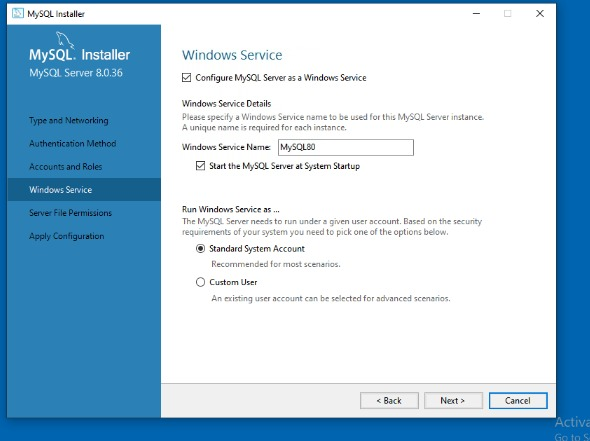 MySQL Installer
MySQL. Installer
MySQL Server 8.0.36
Type and Networking
Authentication Method
Accounts and Roles
Windows Service
Server File Permissions
Apply Configuration
Windows Service
Configure MySQL Server as a Windows Service
Windows Service Details
Please specify a Windows Service name to be used for this MySQL Server instance.
A unique name is required for each instance.
Windows Service Name: MySQL80
Start the MySQL Server at System Startup
Run Windows Service as ...
The MySQL Server needs to run under a given user account. Based on the security
requirements of your system you need to pick one of the options below.
Standard System Account
Recommended for most scenarios.
Custom User
An existing user account can be selected for advanced scenarios.
< Back Next > Cancel
Activa
Go to S